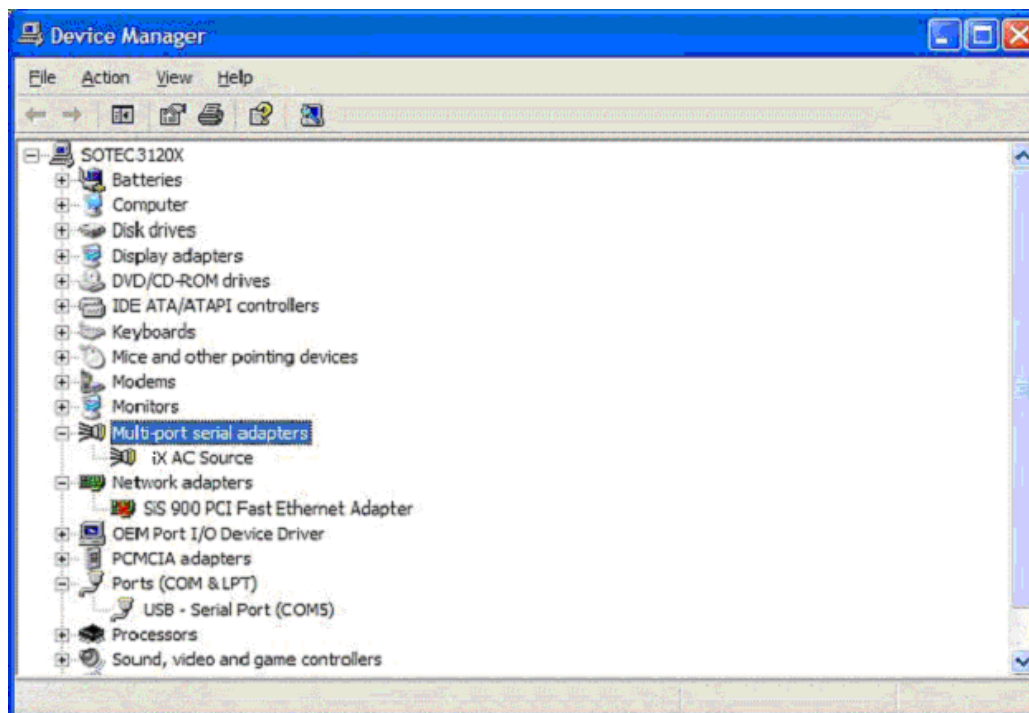 Device Manager
File Action View Help
SOTEC3120X
Batteries
Computer
Disk drives
Display adapters
DVD/CD-ROM drives
IDE ATA/ATAPI controllers
Keyboards
Mice and other pointing devices
Modems
Monitors
Multi-port serial adapters
iX AC Source
Network adapters
SiS 900 PCI Fast Ethernet Adapter
OEM Port I/O Device Driver
PCMCIA adapters
Ports (COM & LPT)
USB - Serial Port (COM5)
Processors
Sound, video and game controllers